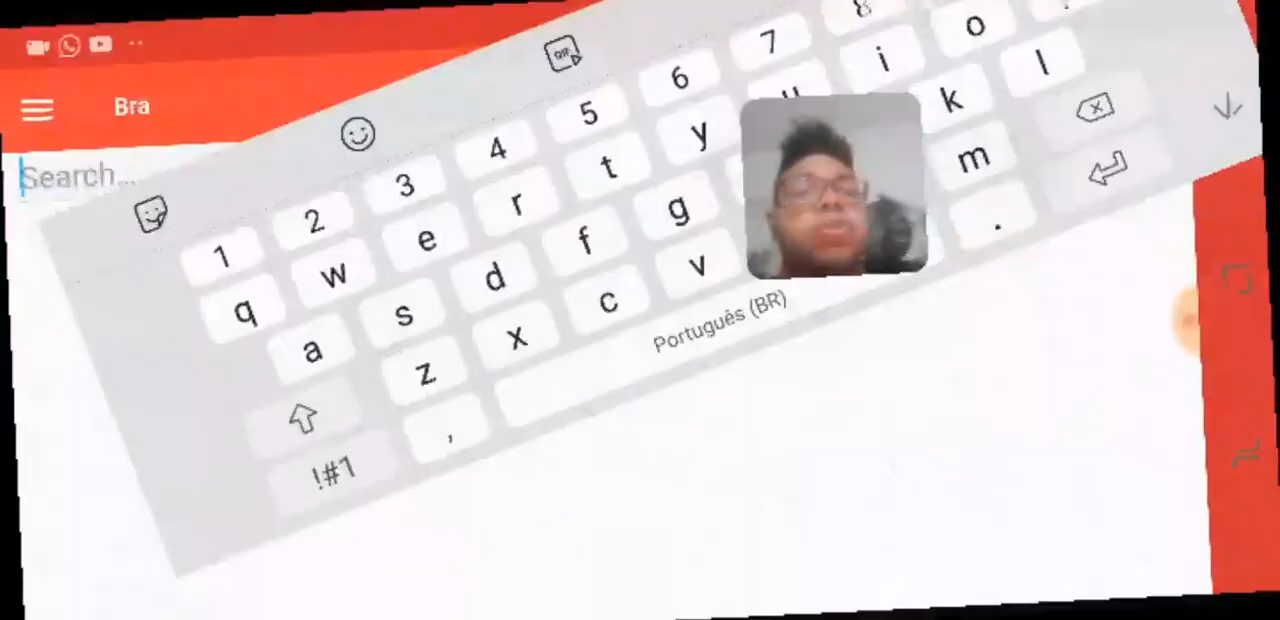 Bra
Search...
1 2 3 4 5 6 7 8
q w e r t y u i o
a s d f g k l
z x c v m
!#1 , Português (BR) .